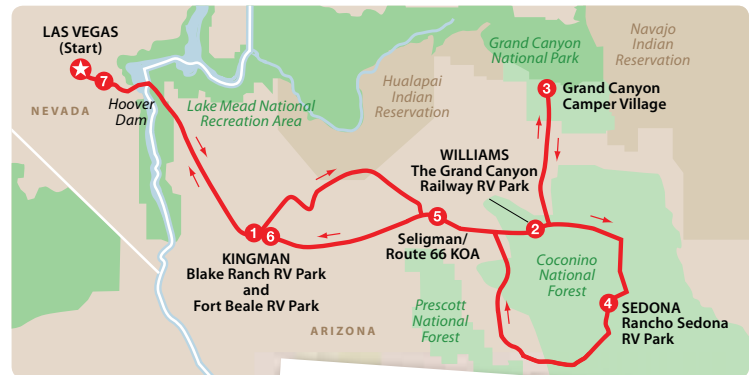 LAS VEGAS
(Start)
7
NEVADA
Hoover
Dam
Lake Mead National
Recreation Area
Hualapai
Indian
Reservation
Grand Canyon
National Park
Navajo
Indian
Reservation
3
Grand Canyon
Camper Village
WILLIAMS
The Grand Canyon
Railway RV Park
1
6
KINGMAN
Blake Ranch RV Park
and
Fort Beale RV Park
5
Seligman/
Route 66 KOA
2
Coconino
National
Forest
Prescott
National
Forest
4
SEDONA
Rancho Sedona
RV Park
ARIZONA